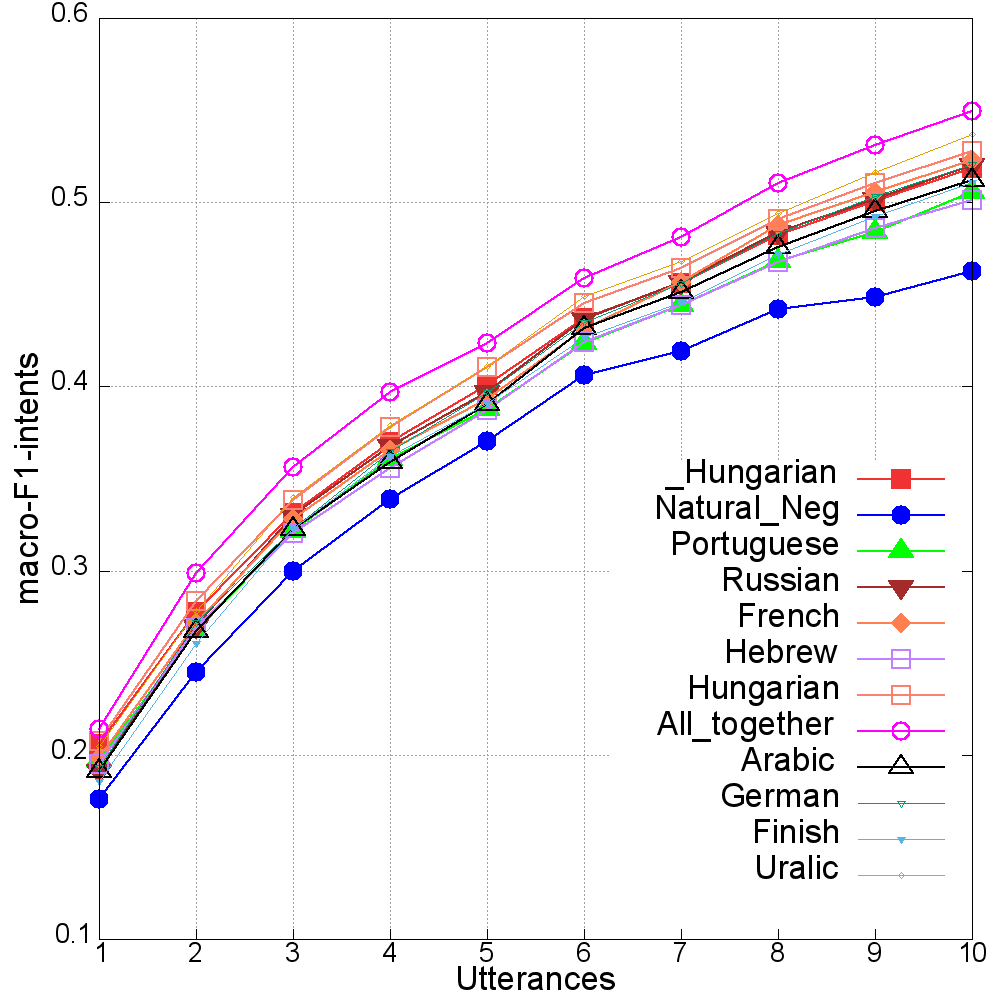 0.6
0.5
0.4
0.3
0.2
0.1
macro-F1-intents
_Hungarian
Natural_Neg
Portuguese
Russian
French
Hebrew
Hungarian
All_together
Arabic
German
Finish
Uralic
1 2 3 4 5 6 7 8 9 10
Utterances